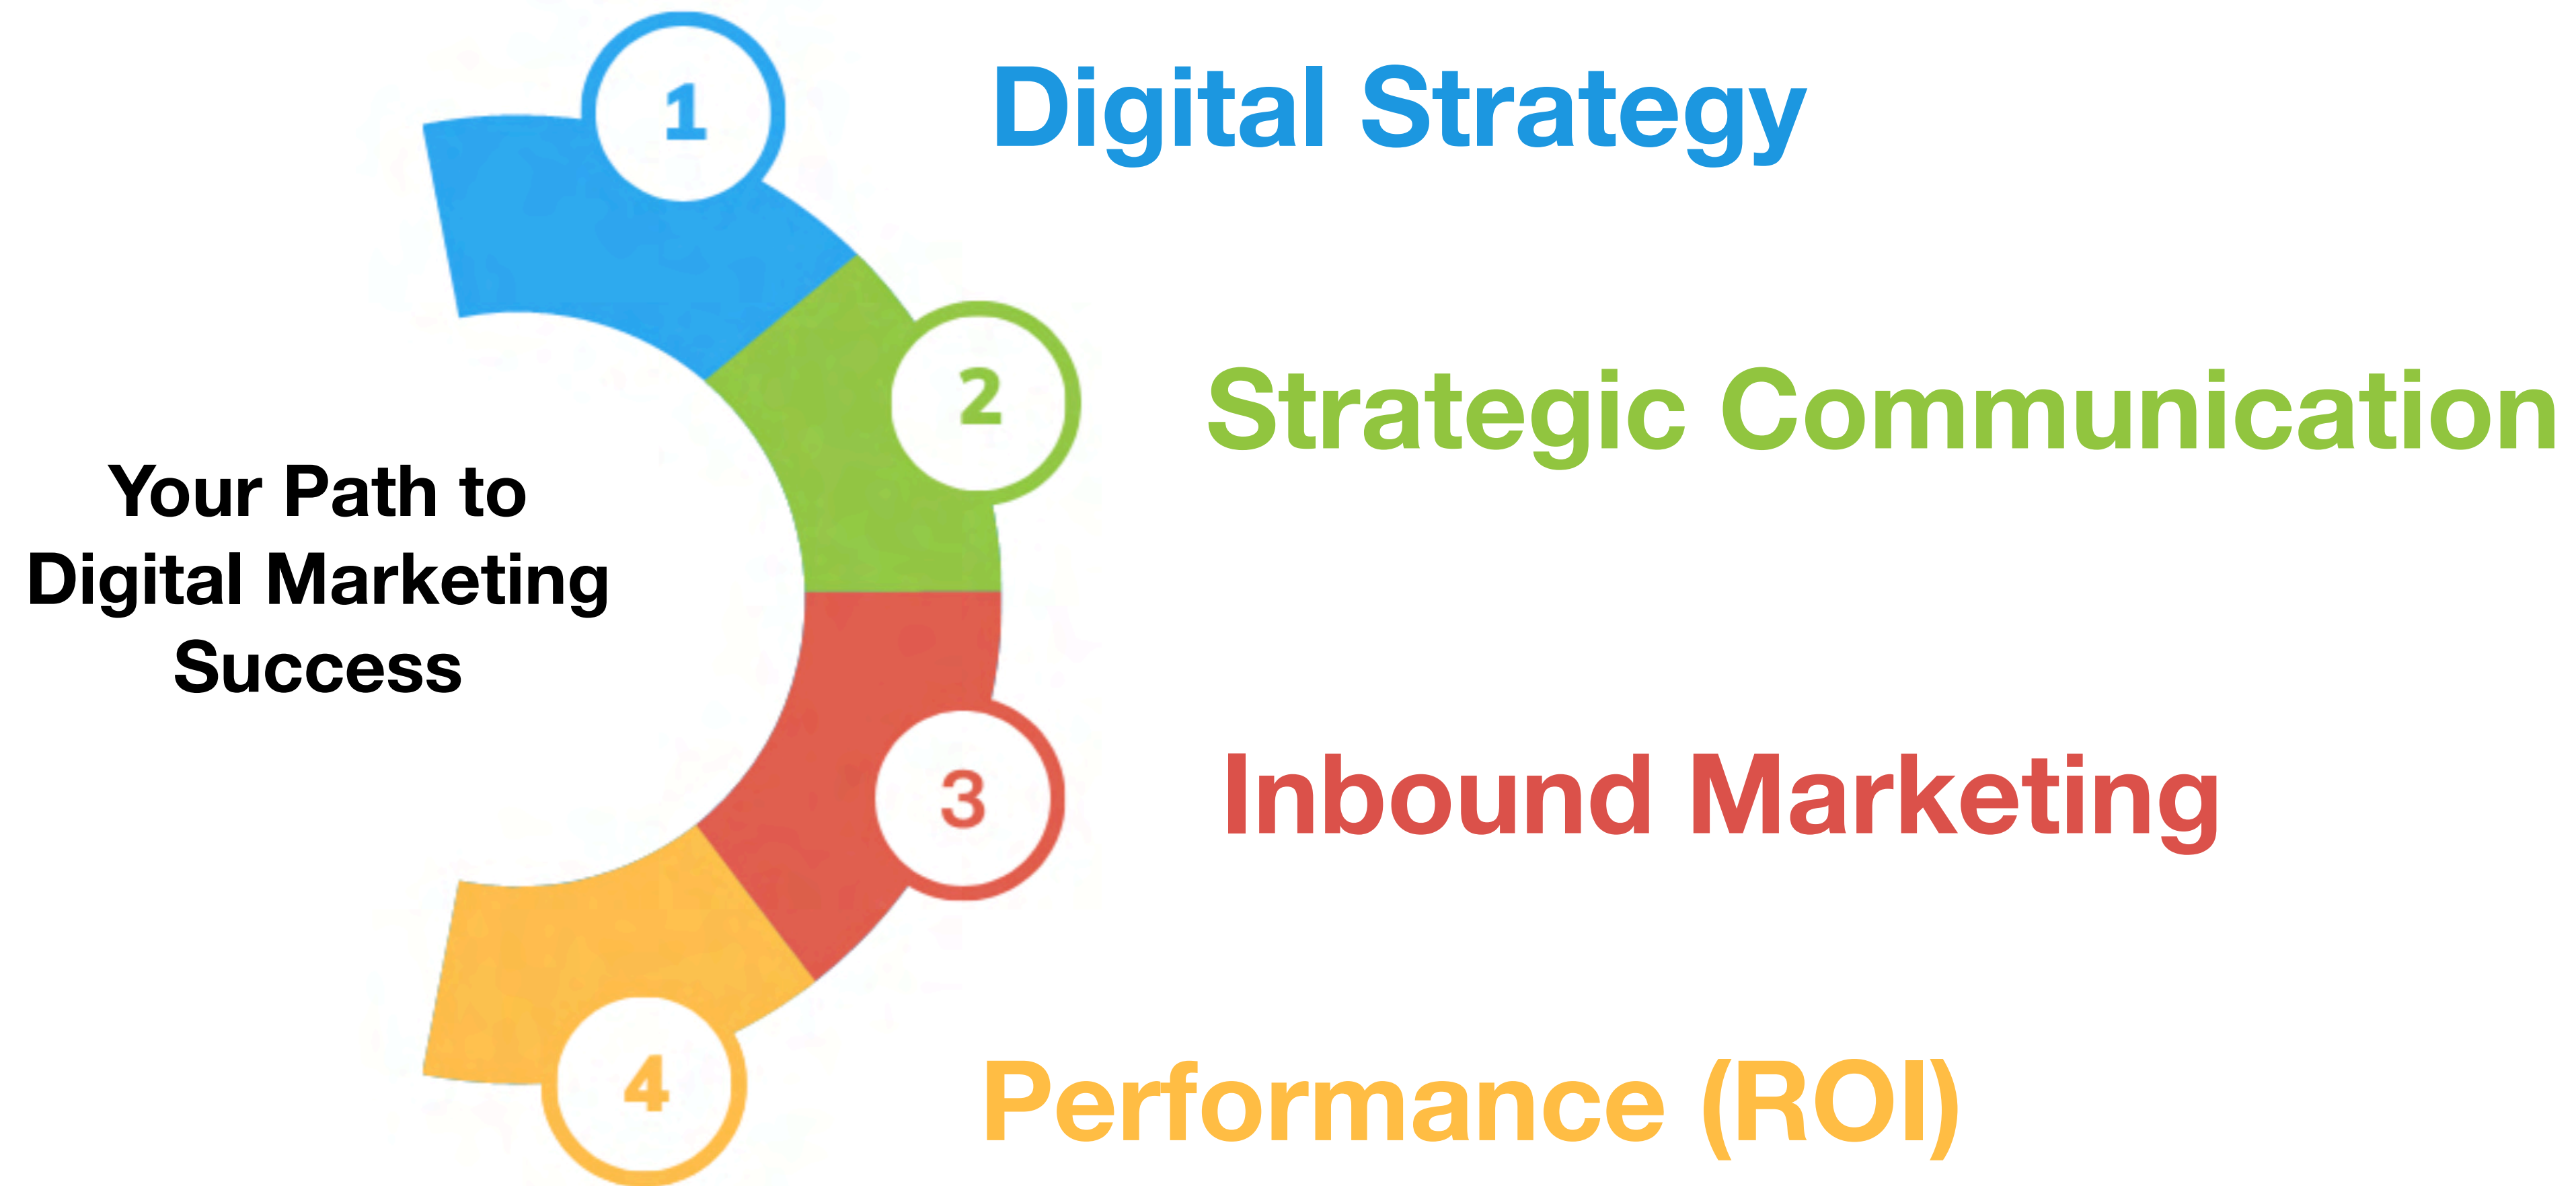 Your Path to
Digital Marketing
Success
1
Digital Strategy
2
Strategic Communication
3
Inbound Marketing
4
Performance (ROI)